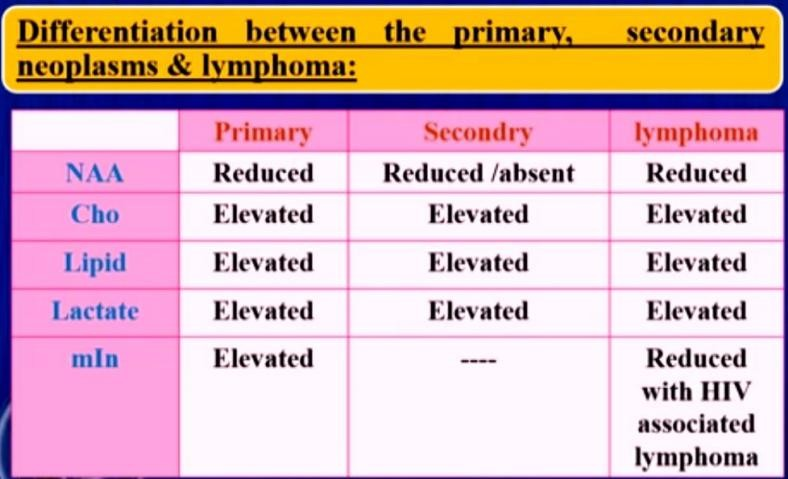 Differentiation between the primary, secondary
neoplasms & lymphoma:
Primary Secondry lymphoma
NAA Reduced Reduced /absent Reduced
Cho Elevated Elevated Elevated
Lipid Elevated Elevated Elevated
Lactate Elevated Elevated Elevated
mIn Elevated ---- Reduced
with HIV
associated
lymphoma